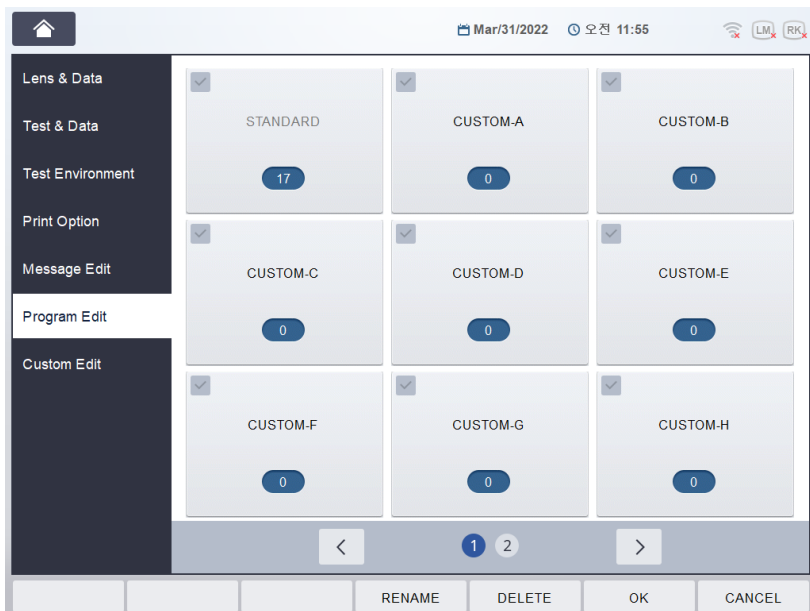 Mar/31/2022 오전 11:55 LM RK
Lens & Data
Test & Data
Test Environment
Print Option
Message Edit
Program Edit
Custom Edit
STANDARD CUSTOM-A CUSTOM-B
17 0 0
CUSTOM-C CUSTOM-D CUSTOM-E
0 0 0
CUSTOM-F CUSTOM-G CUSTOM-H
0 0 0
< 1 2 >
RENAME DELETE OK CANCEL